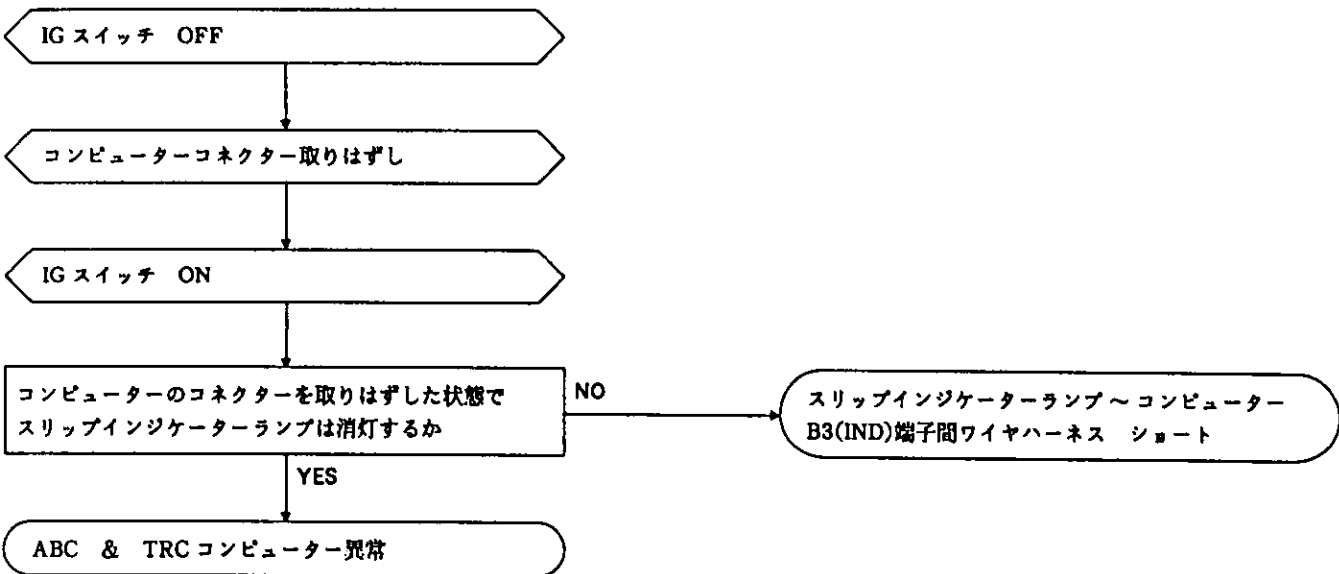 IG スイッチ OFF
コンピューターコネクター取りはずし
IG スイッチ ON
コンピューターのコネクターを取りはずした状態で
スリップインジケーターランプは消灯するか
NO
スリップインジケーターランプ ～ コンピューター
B3(IND)端子間ワイヤハーネス ショート
YES
ABC & TRC コンピューター異常